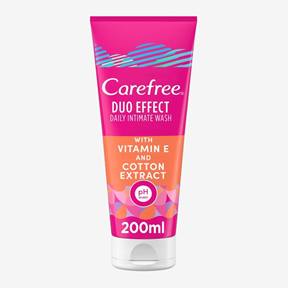 Carefree
DUO EFFECT
DAILY INTIMATE WASH
WITH
VITAMIN E
AND
COTTON
EXTRACT
pH
200ml